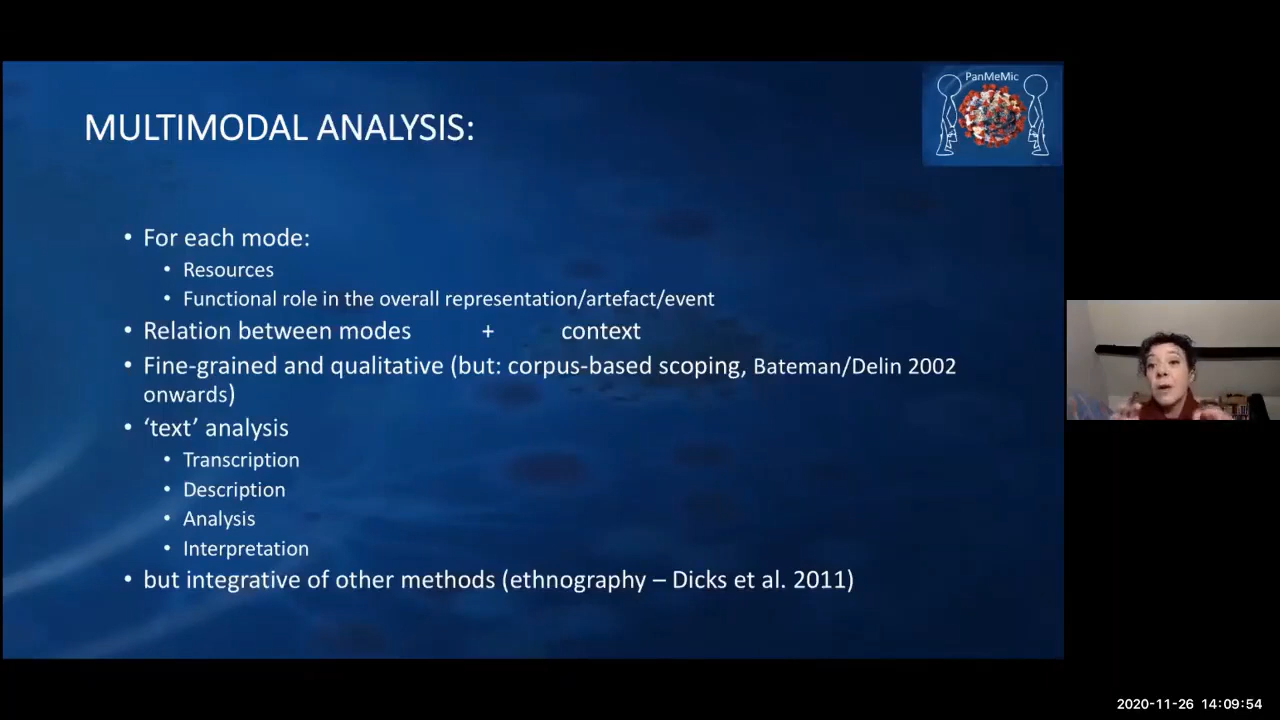 PanMeMic
MULTIMODAL ANALYSIS:
• For each mode:
• Resources
• Functional role in the overall representation/artefact/event
• Relation between modes + context
• Fine-grained and qualitative (but: corpus-based scoping, Bateman/Delin 2002
onwards)
• ‘text’ analysis
• Transcription
• Description
• Analysis
• Interpretation
• but integrative of other methods (ethnography – Dicks et al. 2011)
2020-11-26 14:09:54